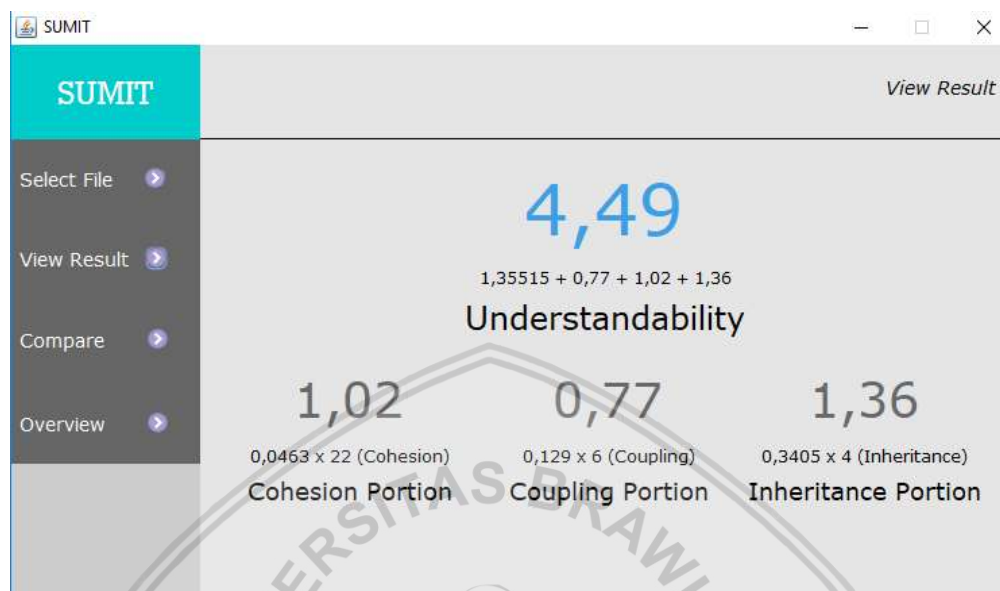 SUMIT
SUMIT
View Result
Select File
View Result
Compare
Overview
4,49
1,35515 + 0,77 + 1,02 + 1,36
Understandability
1,02
0,77
1,36
0,0463 x 22 (Cohesion)
0,129 x 6 (Coupling)
0,3405 x 4 (Inheritance)
Cohesion Portion
Coupling Portion
Inheritance Portion
ERSITAS BRAWI